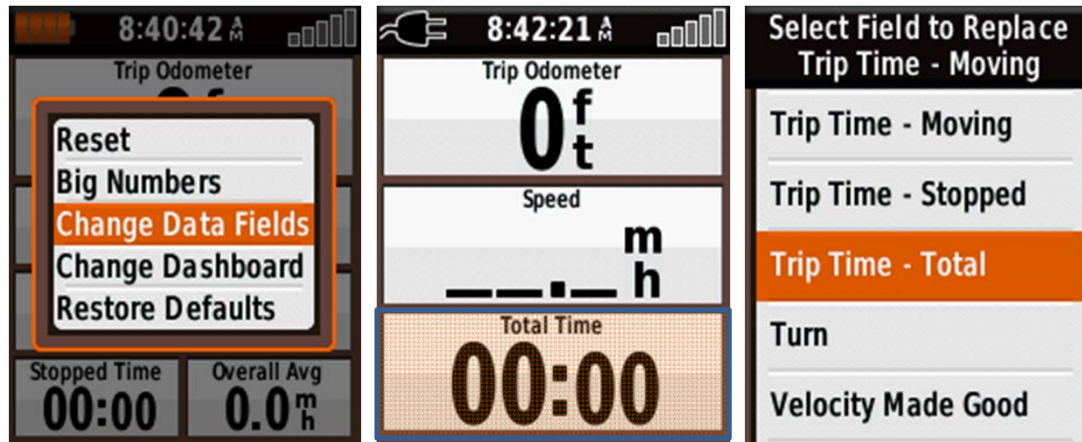 8:40:42 AM
Trip Odometer
Reset
Big Numbers
Change Data Fields
Change Dashboard
Restore Defaults
Stopped Time
00:00
Overall Avg
0.0 mh
8:42:21 AM
Trip Odometer
0 ft
Speed
__._ mh
Total Time
00:00
Select Field to Replace
Trip Time - Moving
Trip Time - Moving
Trip Time - Stopped
Trip Time - Total
Turn
Velocity Made Good